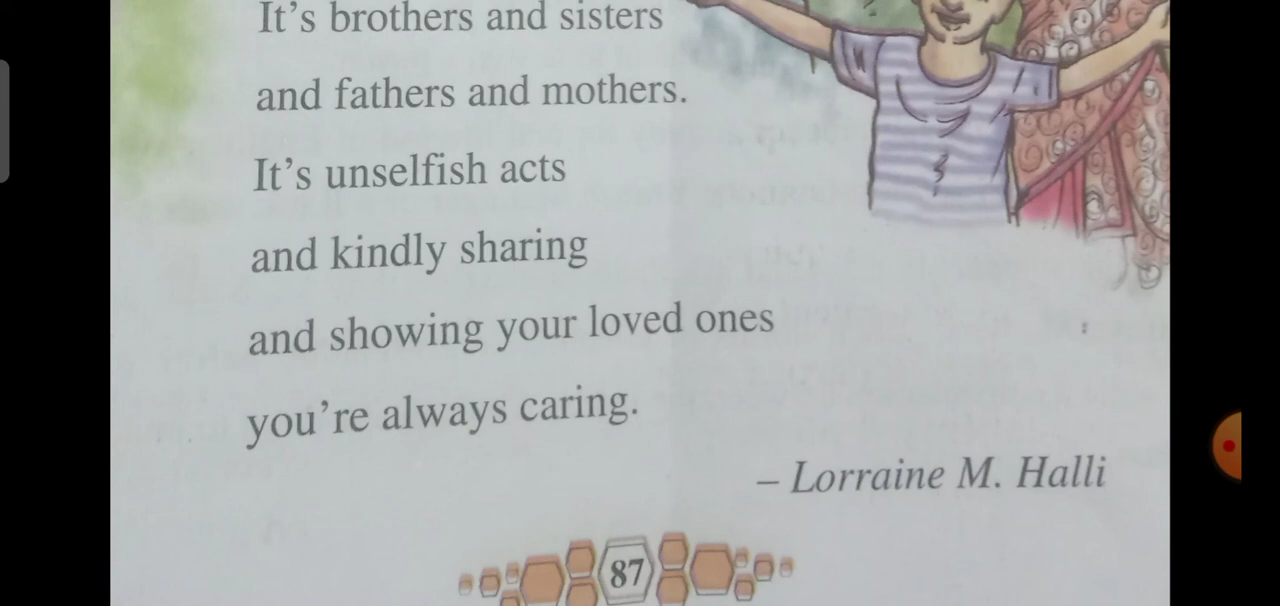 It's brothers and sisters
and fathers and mothers.
It's unselfish acts
and kindly sharing
and showing your loved ones
you're always caring.
– Lorraine M. Halli
87